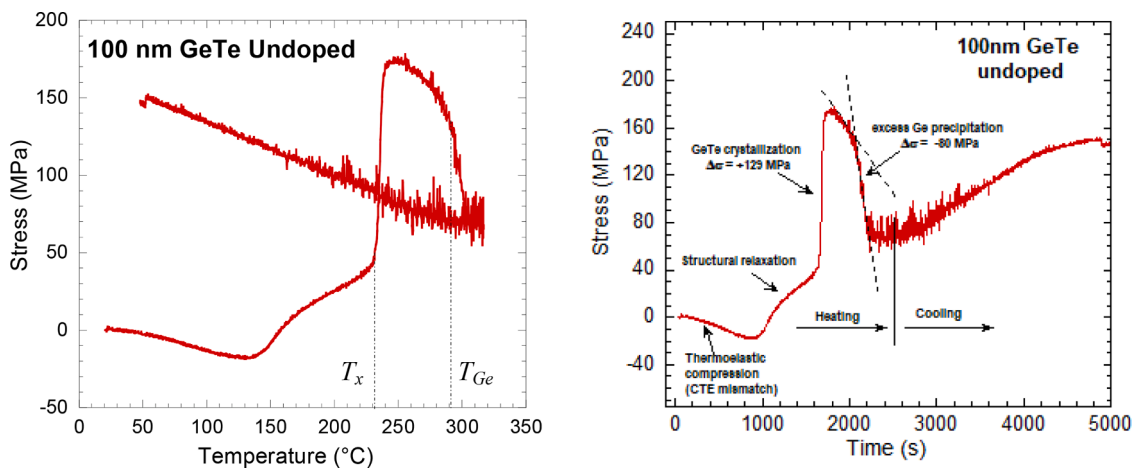 100 nm GeTe Undoped
200
150
100
50
0
-50
Stress (MPa)
0
50
100
150
200
250
300
350
Temperature (°C)
Tx
TGe
100nm GeTe
undoped
240
200
160
120
80
40
0
-40
Stress (MPa)
excess Ge precipitation
Δσ = -80 MPa
GeTe crystallization
Δσ = +129 MPa
Structural relaxation
Heating
Cooling
Thermoelastic
compression
(CTE mismatch)
0
1000
2000
3000
4000
5000
Time (s)